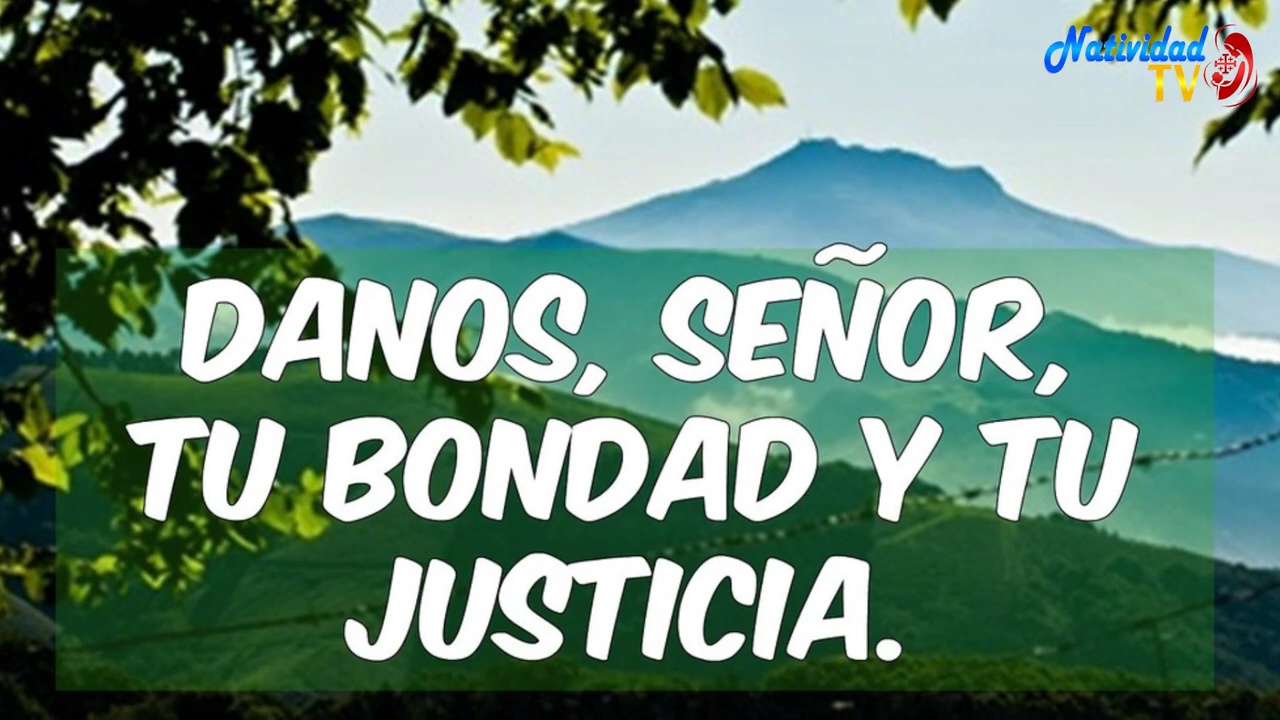 Natividad
TV
DANOS, SEÑOR,
TU BONDAD Y TU
JUSTICIA.